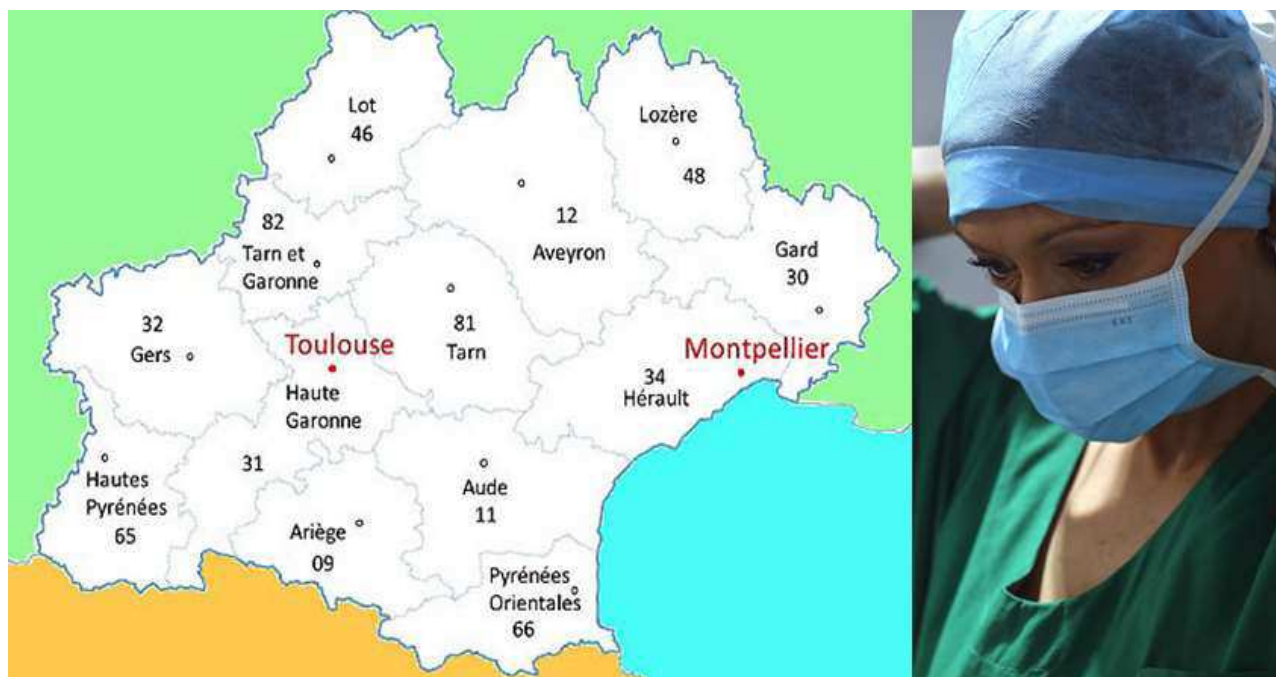 Lot
46
Lozère
48
12
Aveyron
82
Tarn et
Garonne
Gard
30
32
Gers
81
Tarn
Toulouse
Haute
Garonne
31
Montpellier
34
Hérault
Hautes
Pyrénées
65
Ariège
09
Aude
11
Pyrénées
Orientales
66